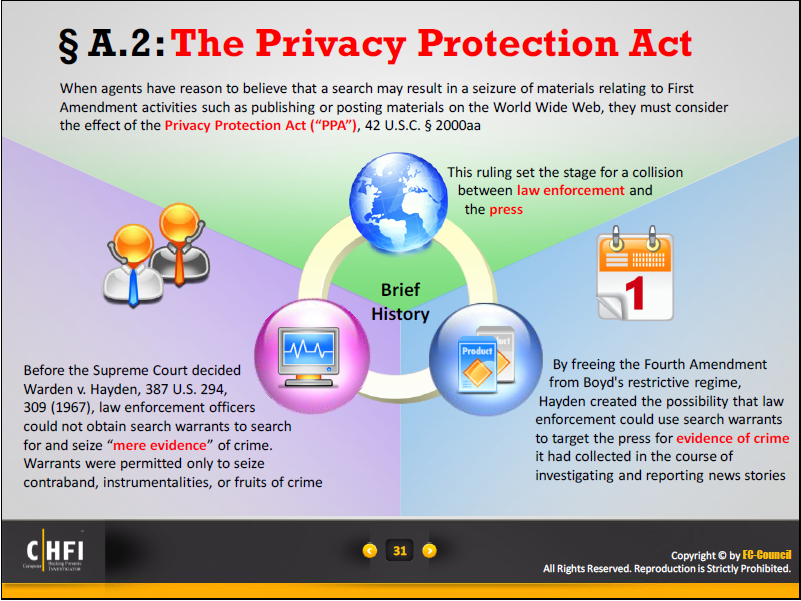 § A.2: The Privacy Protection Act
When agents have reason to believe that a search may result in a seizure of materials relating to First
Amendment activities such as publishing or posting materials on the World Wide Web, they must consider
the effect of the Privacy Protection Act (“PPA”), 42 U.S.C. § 2000aa
This ruling set the stage for a collision
between law enforcement and
the press
Brief
History
1
Product
Before the Supreme Court decided
Warden v. Hayden, 387 U.S. 294,
309 (1967), law enforcement officers
could not obtain search warrants to search
for and seize “mere evidence” of crime.
Warrants were permitted only to seize
contraband, instrumentalities, or fruits of crime
By freeing the Fourth Amendment
from Boyd's restrictive regime,
Hayden created the possibility that law
enforcement could use search warrants
to target the press for evidence of crime
it had collected in the course of
investigating and reporting news stories
CHFI
Computer Hacking Forensic
INVESTIGATOR
31
Copyright © by EC-Council
All Rights Reserved. Reproduction is Strictly Prohibited.